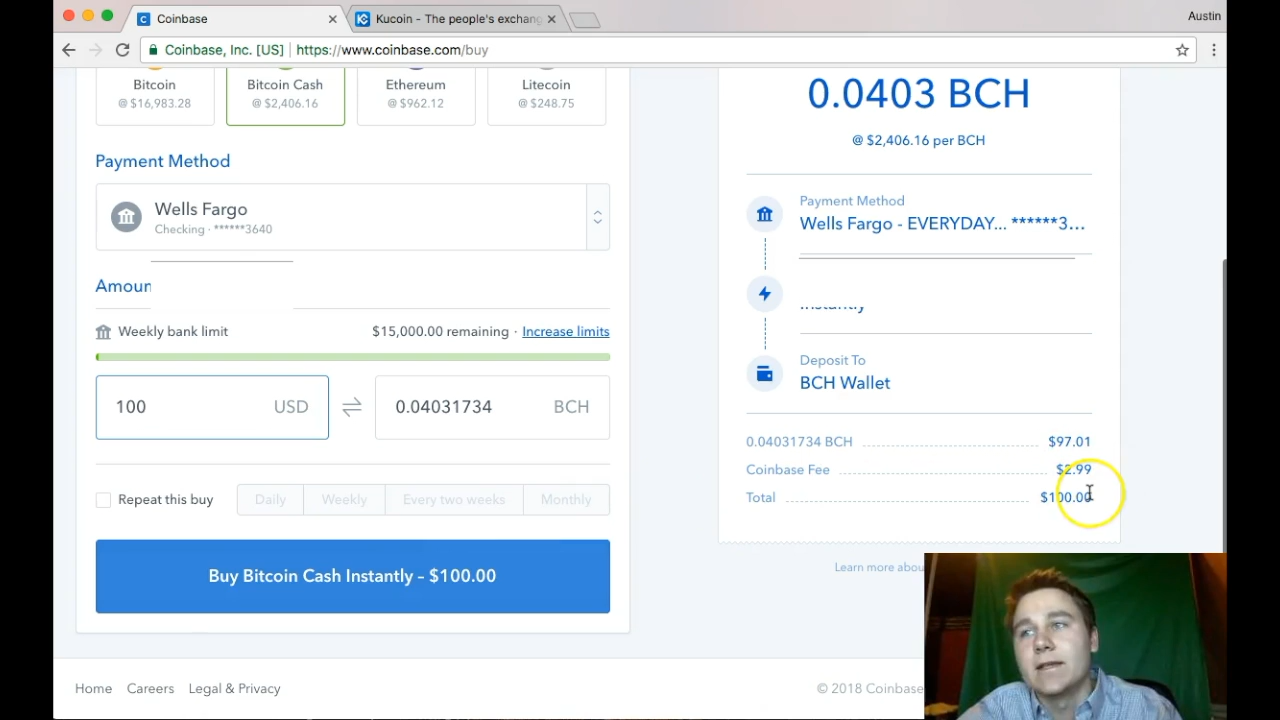 Coinbase
Kucoin - The people's exchang
Austin
Coinbase, Inc. [US] | https://www.coinbase.com/buy
Bitcoin
@ $16,983.28
Bitcoin Cash
@ $2,406.16
Ethereum
@ $962.12
Litecoin
@ $248.75
Payment Method
Wells Fargo
Checking · ******3640
Amoun
Weekly bank limit
$15,000.00 remaining · Increase limits
100 USD
0.04031734 BCH
Repeat this buy
Daily
Weekly
Every two weeks
Monthly
Buy Bitcoin Cash Instantly – $100.00
0.0403 BCH
@ $2,406.16 per BCH
Payment Method
Wells Fargo - EVERYDAY... ******3...
Instantly
Deposit To
BCH Wallet
0.04031734 BCH $97.01
Coinbase Fee $2.99
Total $100.00
Learn more abou
Home
Careers
Legal & Privacy
© 2018 Coinbase